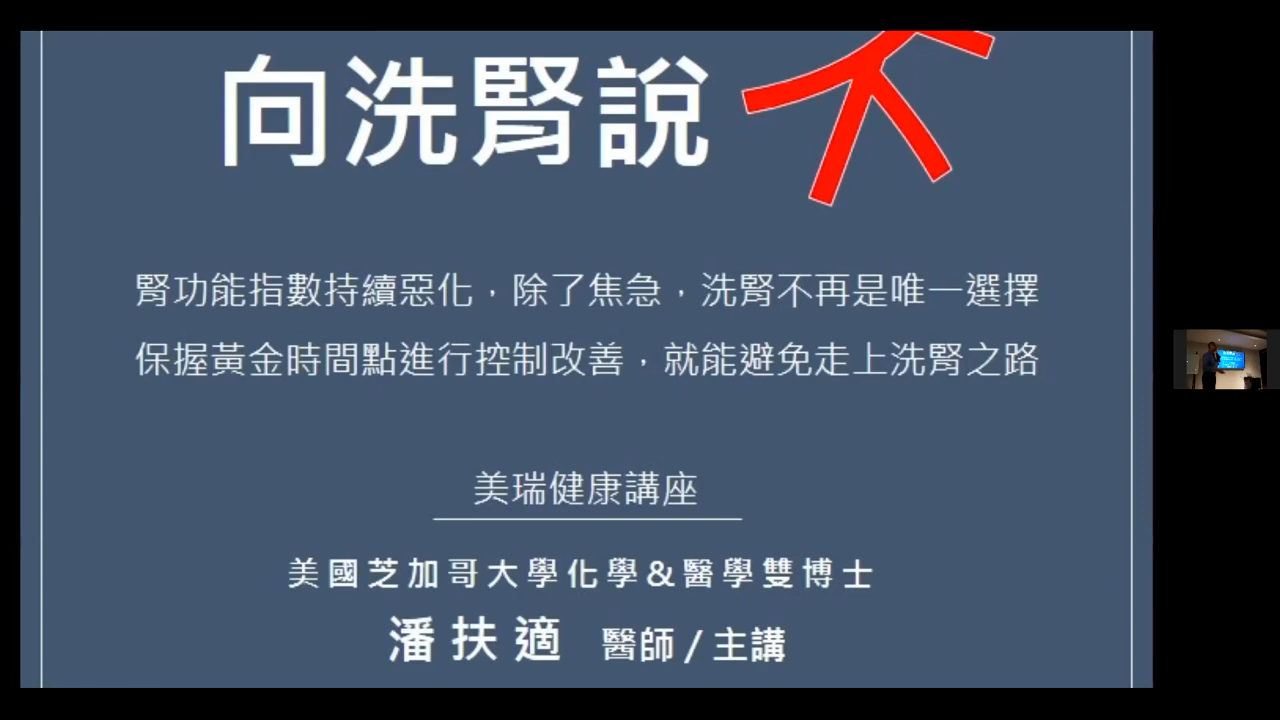 向洗腎說不
腎功能指數持續惡化，除了焦急，洗腎不再是唯一選擇
保握黃金時間點進行控制改善，就能避免走上洗腎之路
美瑞健康講座
美國芝加哥大學化學&醫學雙博士
潘扶適 醫師/主講